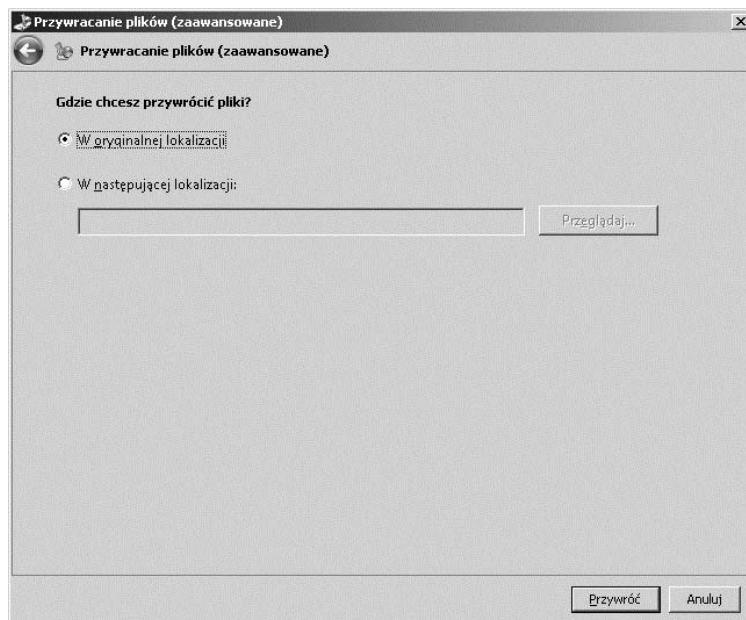 Przywracanie plików (zaawansowane)
Przywracanie plików (zaawansowane)
Gdzie chcesz przywrócić pliki?
W oryginalnej lokalizacji
W następującej lokalizacji:
Przeglądaj...
Przywróć Anuluj